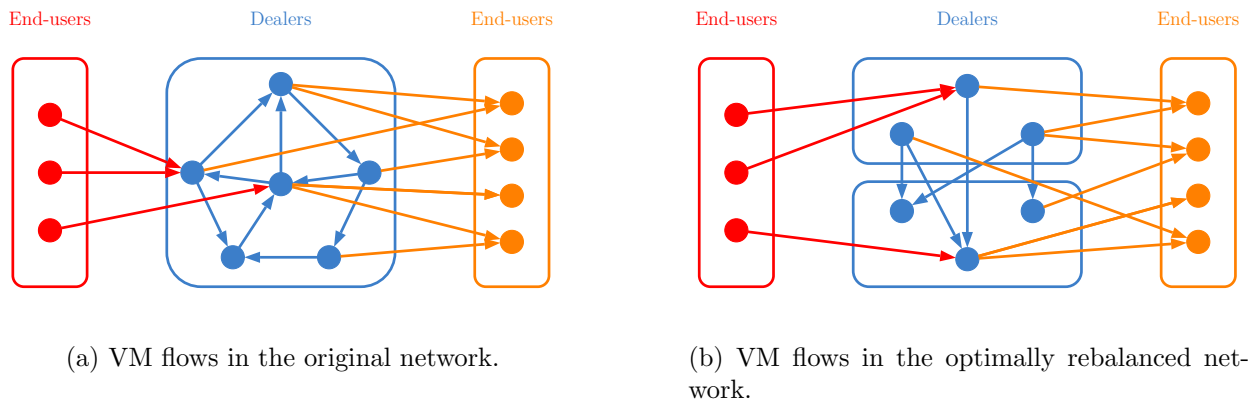 End-users Dealers End-users End-users Dealers End-users
(a) VM flows in the original network.
(b) VM flows in the optimally rebalanced net-
work.